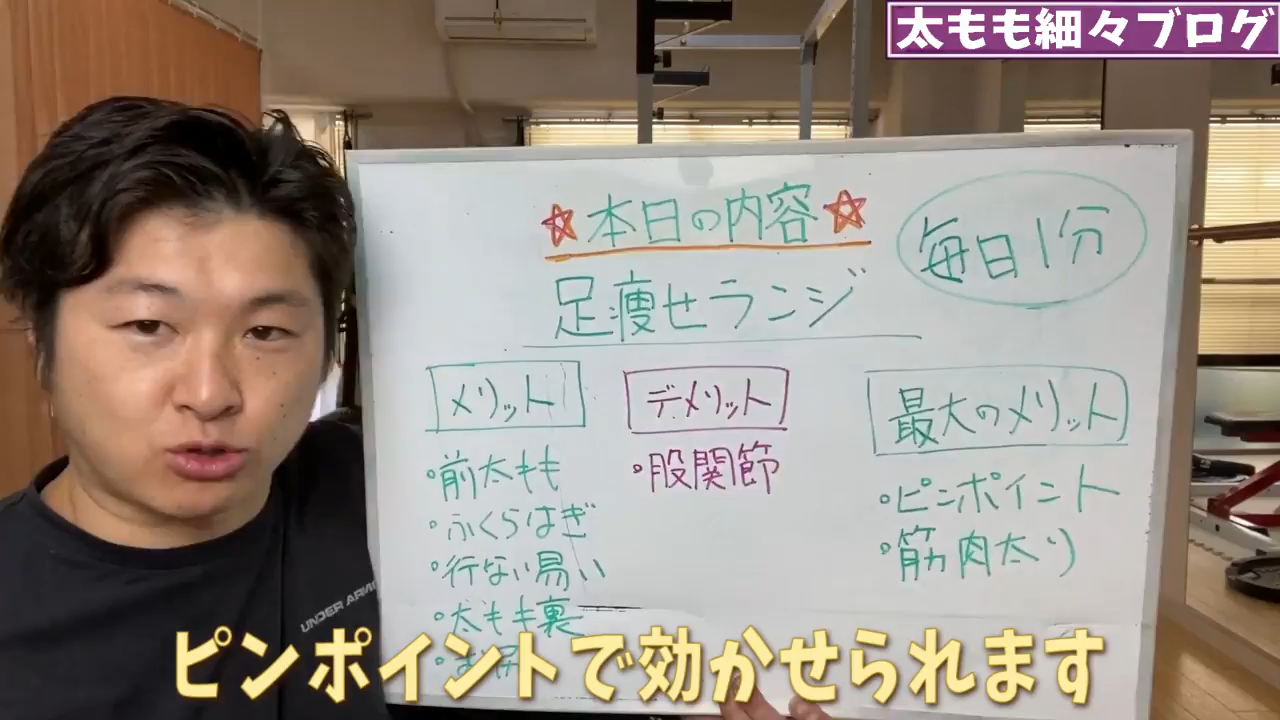 太もも細々ブログ
本日の内容
毎日1分
足痩せランジ
メリット
・前太もも
・ふくらはぎ
・行ない易い
・太もも裏
デメリット
・股関節
最大のメリット
・ピンポイント
・筋肉太り
UNDER ARM
ピンポイントで効かせられます